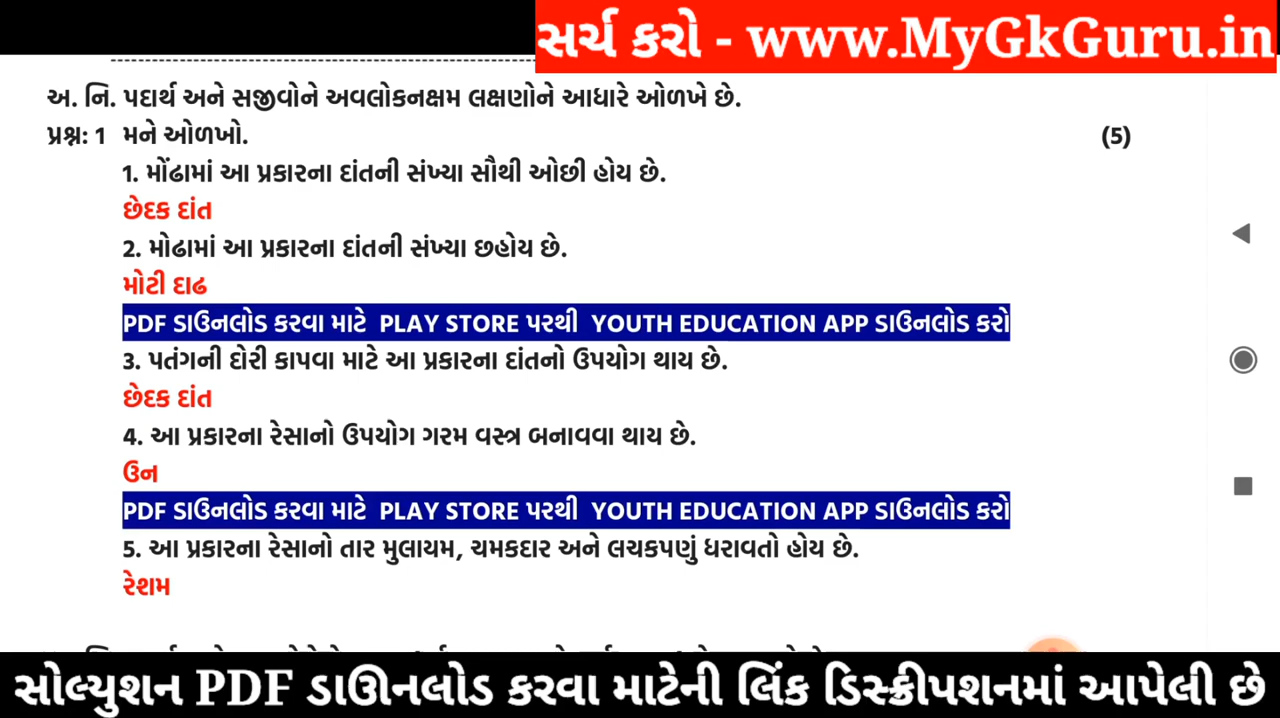 સર્ચ કરો - www.MyGkGuru.in
અ. નિ. પદાર્થ અને સજીવોને અવલોકનક્ષમ લક્ષણોને આધારે ઓળખે છે.
પ્રશ્ન: 1 મને ઓળખો. (5)
1. મોંઢામાં આ પ્રકારના દાંતની સંખ્યા સૌથી ઓછી હોય છે.
છેદક દાંત
2. મોઢામાં આ પ્રકારના દાંતની સંખ્યા છહોય છે.
મોટી દાઢ
PDF ડાઉનલોડ કરવા માટે PLAY STORE પરથી YOUTH EDUCATION APP ડાઉનલોડ કરો
3. પતંગની દોરી કાપવા માટે આ પ્રકારના દાંતનો ઉપયોગ થાય છે.
છેદક દાંત
4. આ પ્રકારના રેસાનો ઉપયોગ ગરમ વસ્ત્ર બનાવવા થાય છે.
ઉન
PDF ડાઉનલોડ કરવા માટે PLAY STORE પરથી YOUTH EDUCATION APP ડાઉનલોડ કરો
5. આ પ્રકારના રેસાનો તાર મુલાયમ, ચમકદાર અને લચકપણું ધરાવતો હોય છે.
રેશમ
સોલ્યુશન PDF ડાઊનલોડ કરવા માટેની લિંક ડિસ્ક્રીપશનમાં આપેલી છે